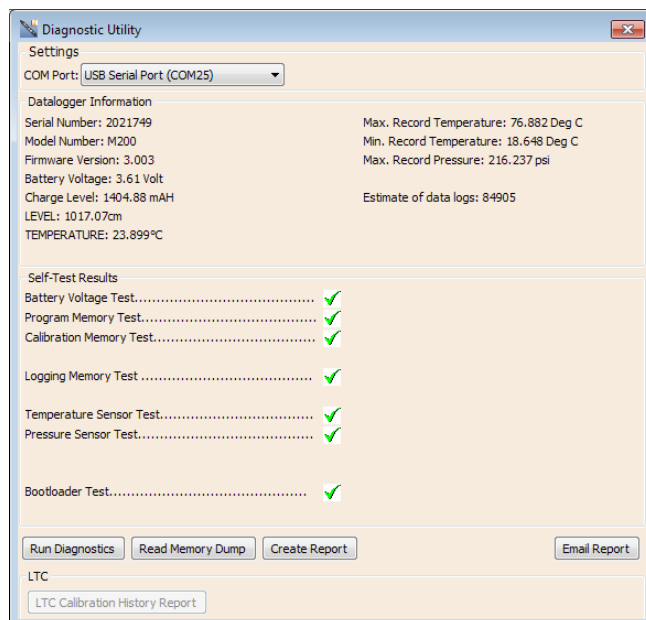 Diagnostic Utility
Settings
COM Port: USB Serial Port (COM25)
Datalogger Information
Serial Number: 2021749
Max. Record Temperature: 76.882 Deg C
Model Number: M200
Min. Record Temperature: 18.648 Deg C
Firmware Version: 3.003
Max. Record Pressure: 216.237 psi
Battery Voltage: 3.61 Volt
Charge Level: 1404.88 mAH
Estimate of data logs: 84905
LEVEL: 1017.07cm
TEMPERATURE: 23.899°C
Self-Test Results
Battery Voltage Test.........................................
Program Memory Test........................................
Calibration Memory Test.....................................
Logging Memory Test .......................................
Temperature Sensor Test...................................
Pressure Sensor Test........................................
Bootloader Test.............................................
Run Diagnostics Read Memory Dump Create Report Email Report
LTC
LTC Calibration History Report